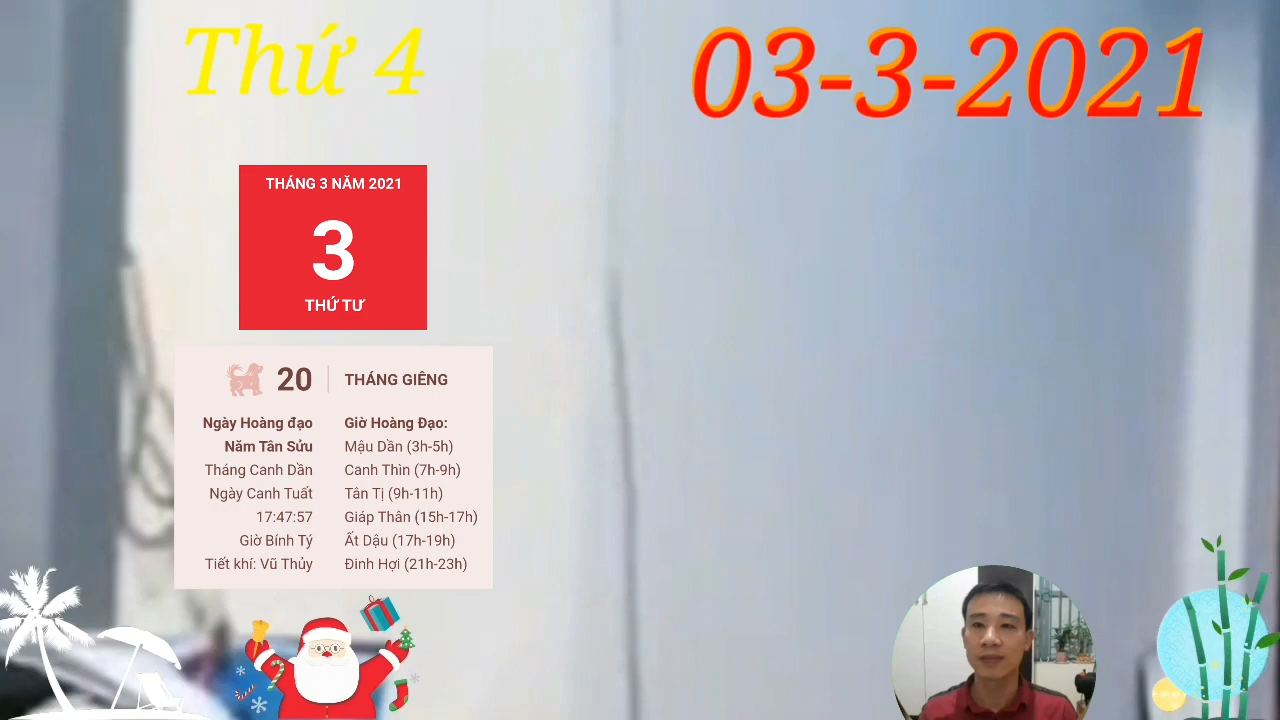 Thứ 4
03-3-2021
THÁNG 3 NĂM 2021
3
THỨ TƯ
20 THÁNG GIÊNG
Ngày Hoàng đạo
Năm Tân Sửu
Tháng Canh Dần
Ngày Canh Tuất
17:47:57
Giờ Bính Tý
Tiết khí: Vũ Thủy
Giờ Hoàng Đạo:
Mậu Dần (3h-5h)
Canh Thìn (7h-9h)
Tân Tị (9h-11h)
Giáp Thân (15h-17h)
Ất Dậu (17h-19h)
Đinh Hợi (21h-23h)